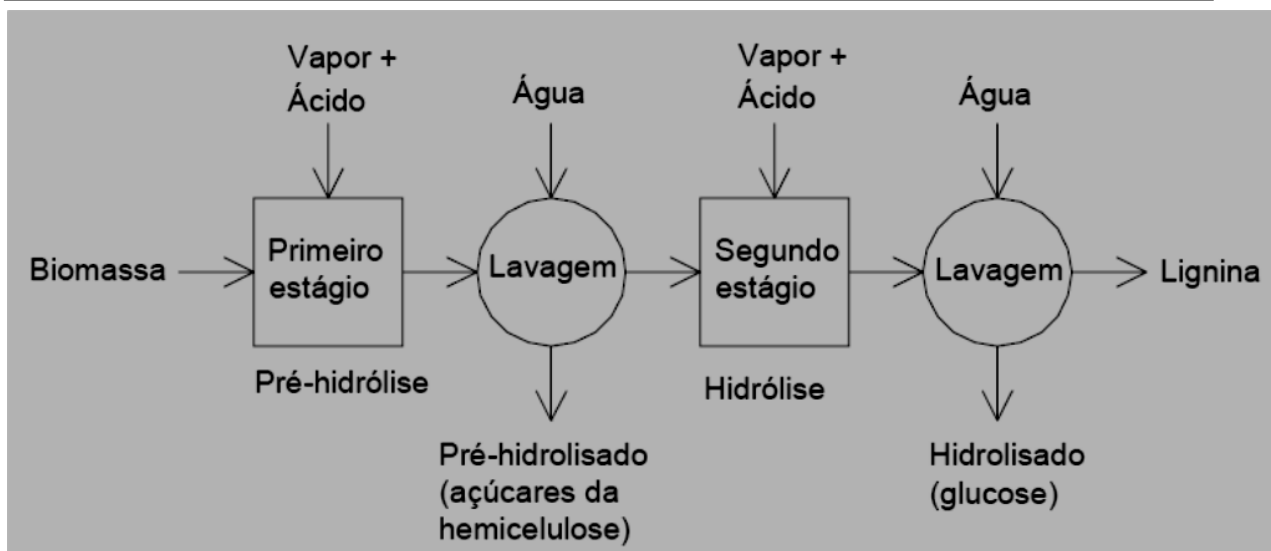 Vapor +
Ácido
Água
Vapor +
Ácido
Água
Biomassa
Primeiro
estágio
Lavagem
Segundo
estágio
Lavagem
Lignina
Pré-hidrólise
Hidrólise
Pré-hidrolisado
(açúcares da
hemicelulose)
Hidrolisado
(glucose)